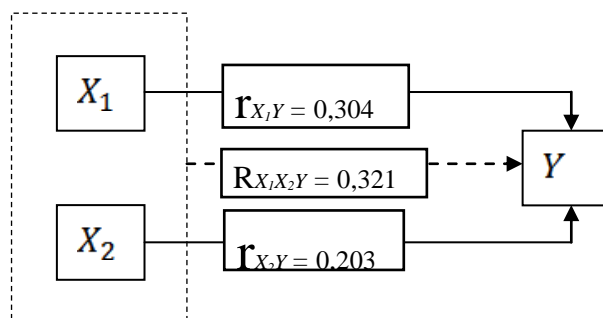 X₁
rX₁Y = 0,304
RX₁X₂Y = 0,321
Y
X₂
rX₂Y = 0,203